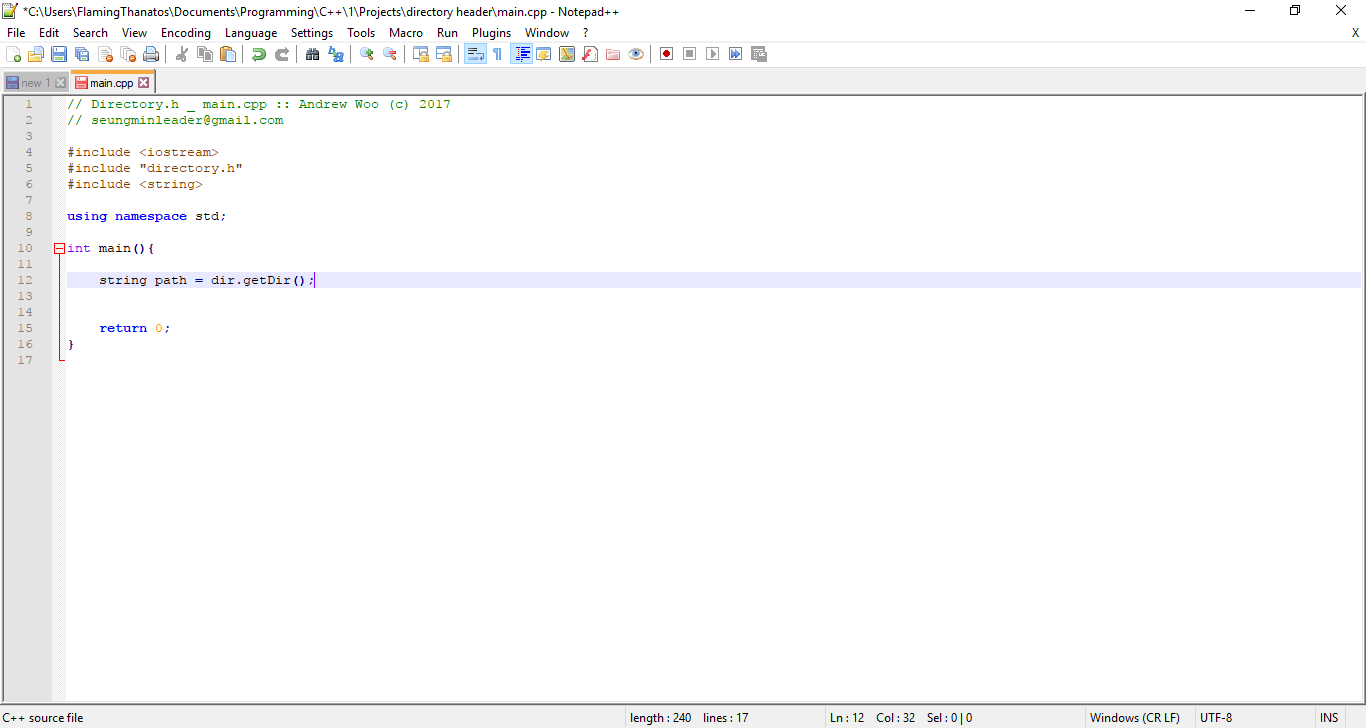 *C:\Users\FlamingThanatos\Documents\Programming\C++\1\Projects\directory header\main.cpp - Notepad++
File Edit Search View Encoding Language Settings Tools Macro Run Plugins Window ? X
new 1 main.cpp
1 // Directory.h _ main.cpp :: Andrew Woo (c) 2017
2 // seungminleader@gmail.com
3
4 #include <iostream>
5 #include "directory.h"
6 #include <string>
7
8 using namespace std;
9
10 int main(){
11
12 string path = dir.getDir();
13
14
15 return 0;
16 }
17
C++ source file length : 240 lines : 17 Ln : 12 Col : 32 Sel : 0 | 0 Windows (CR LF) UTF-8 INS